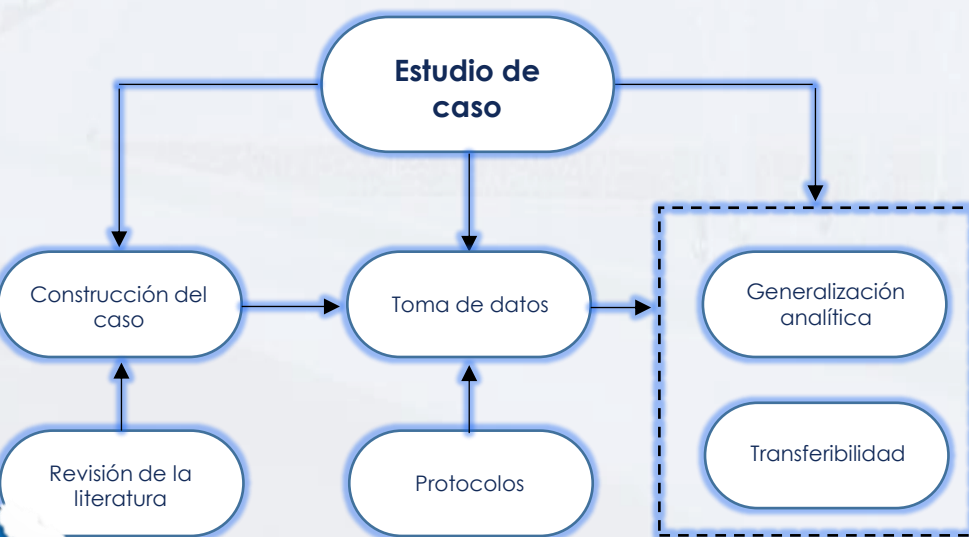 Estudio de
caso
Construcción del
caso
Toma de datos
Generalización
analítica
Revisión de la
literatura
Protocolos
Transferibilidad